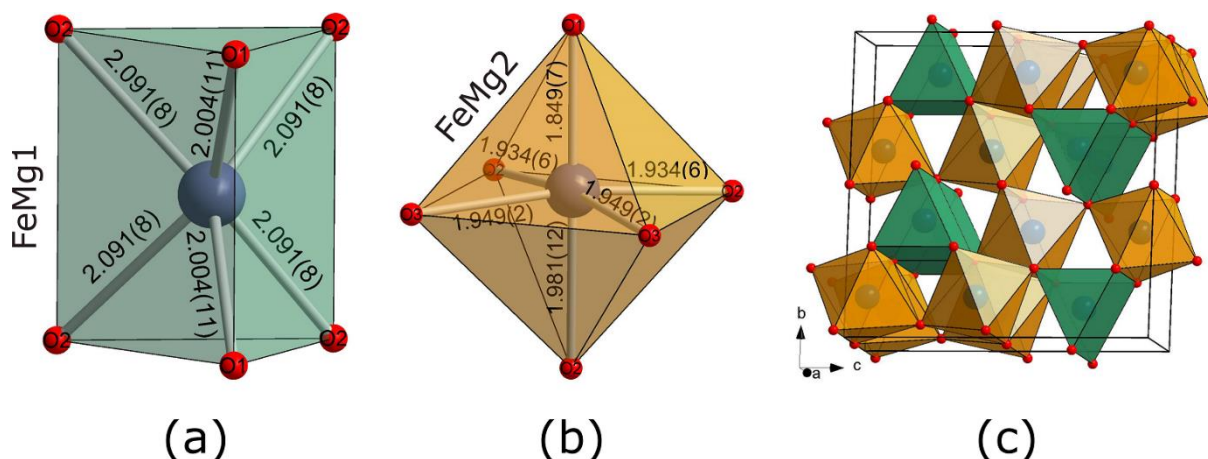 O2
O2
O1
2.091(8)
2.004(11)
2.091(8)
FeMg1
2.091(8)
2.004(11)
2.091(8)
O2
O2
O1
(a)
O1
FeMg2
1.849(7)
1.934(6)
1.934(6)
O2
O2
1.949(2)
1.949(2)
O3
O3
1.981(12)
O2
(b)
b
a
c
(c)